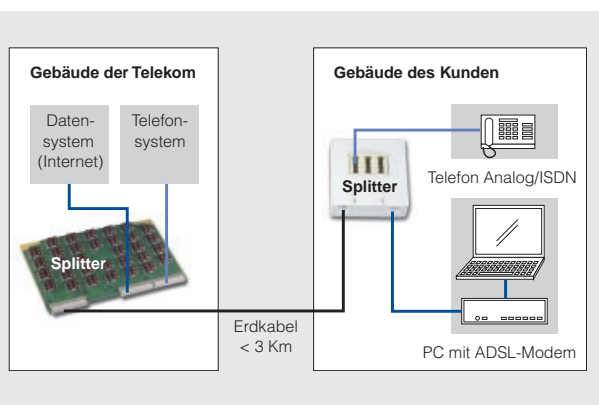 Gebäude der Telekom
Daten-
system
(Internet)
Telefon-
system
Splitter
Erdkabel
< 3 Km
Gebäude des Kunden
Splitter
Telefon Analog/ISDN
PC mit ADSL-Modem